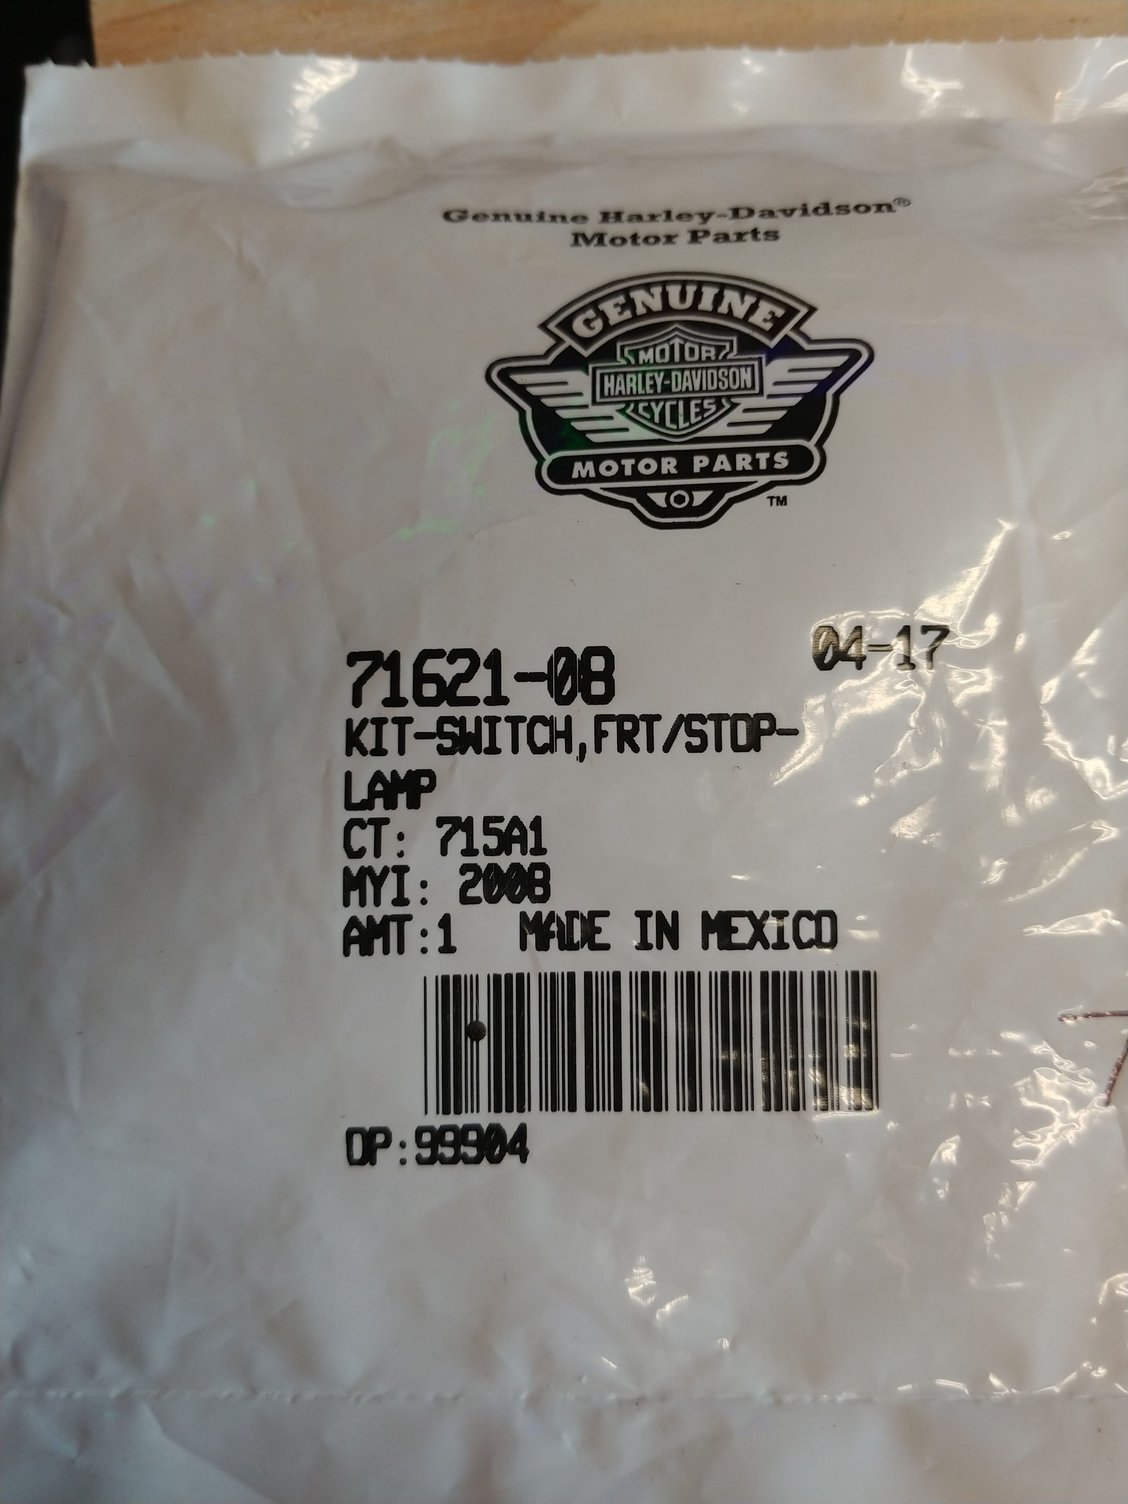 Genuine Harley-Davidson®
Motor Parts
GENUINE
MOTOR
HARLEY-DAVIDSON
CYCLES
MOTOR PARTS
TM
71621-08 04-17
KIT-SWITCH,FRT/STOP-
LAMP
CT: 715A1
MYI: 2008
AMT:1 MADE IN MEXICO
OP:99904